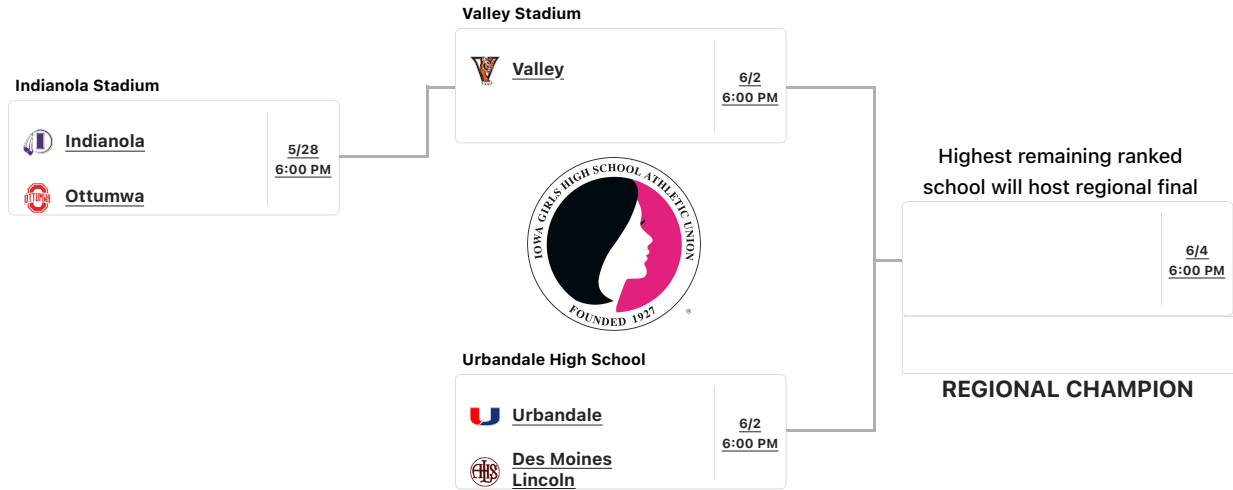 Valley Stadium
Valley
6/2
6:00 PM
Indianola Stadium
Indianola
Ottumwa
5/28
6:00 PM
OTTUMWA
IOWA GIRLS HIGH SCHOOL ATHLETIC UNION
FOUNDED 1927
®
Highest remaining ranked
school will host regional final
6/4
6:00 PM
REGIONAL CHAMPION
Urbandale High School
Urbandale
Des Moines
Lincoln
6/2
6:00 PM